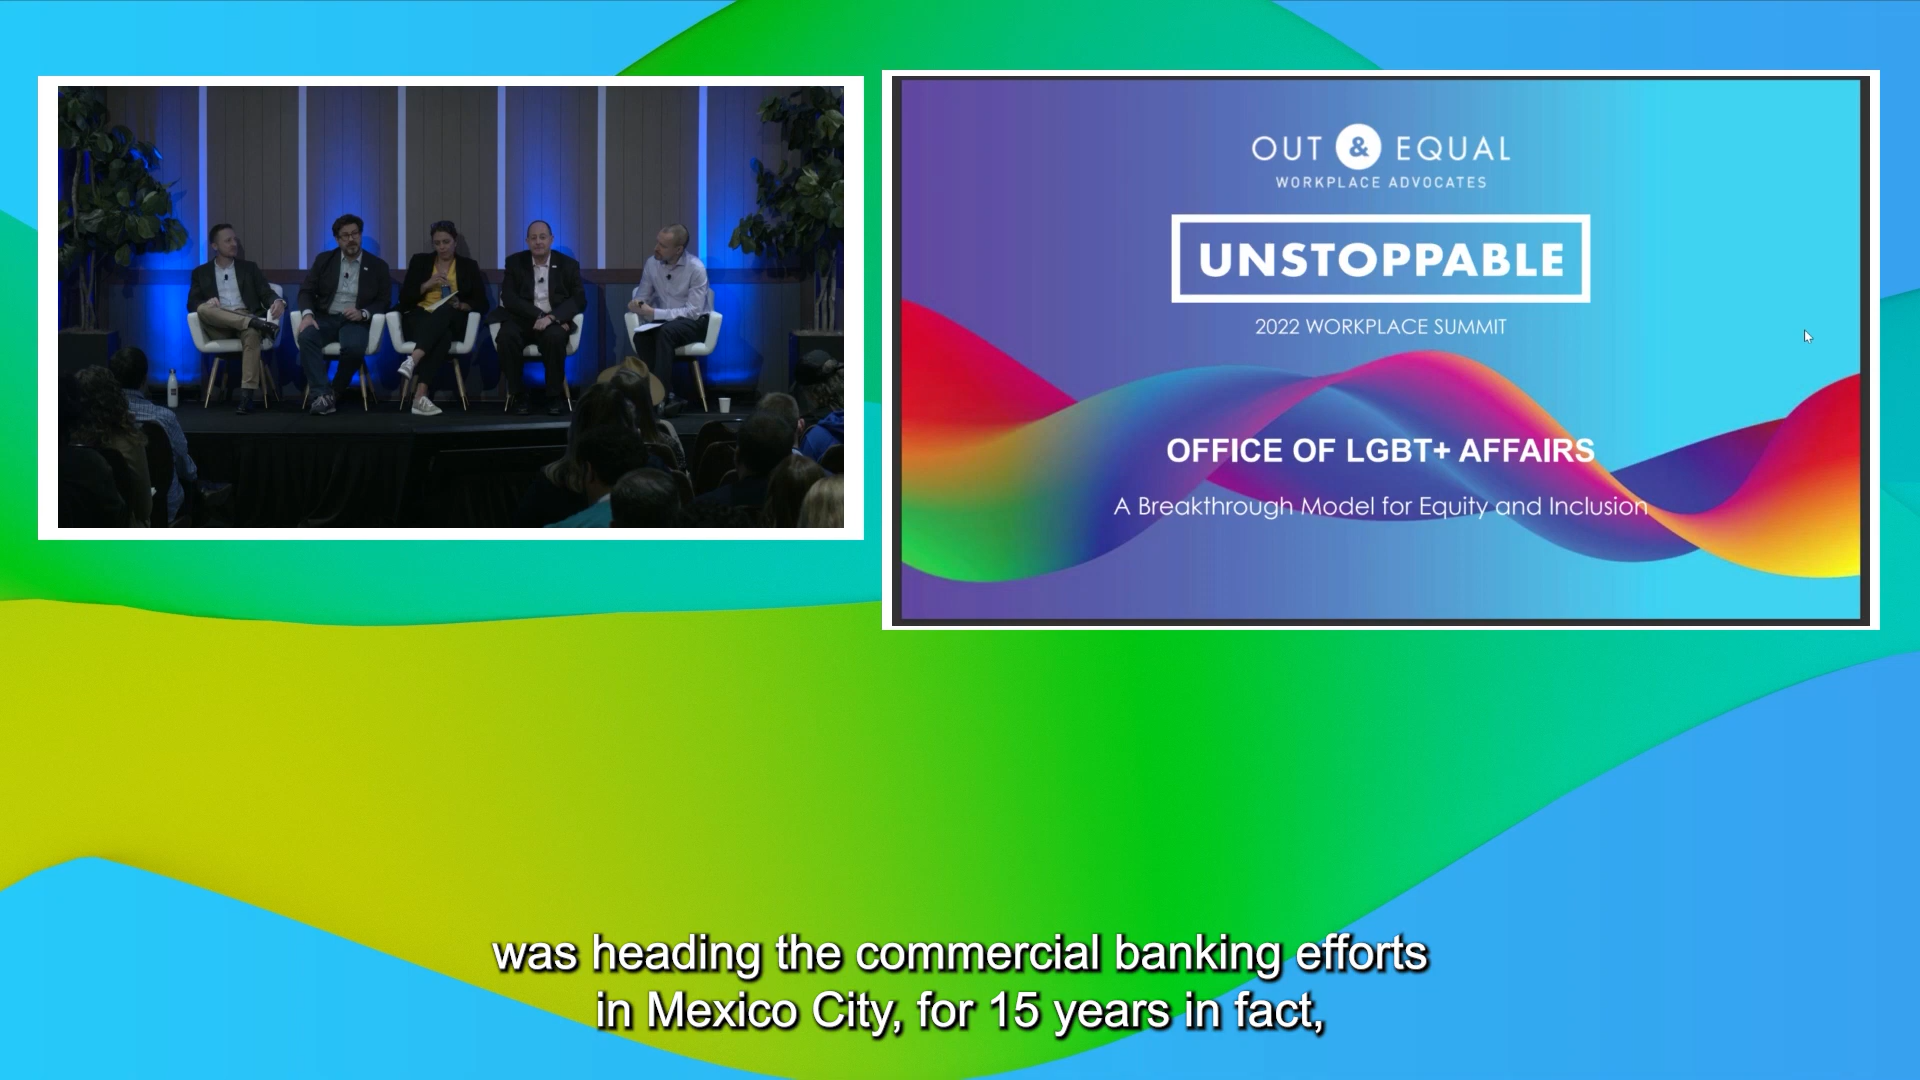 OUT & EQUAL
WORKPLACE ADVOCATES
UNSTOPPABLE
2022 WORKPLACE SUMMIT
OFFICE OF LGBT+ AFFAIRS
A Breakthrough Model for Equity and Inclusion
was heading the commercial banking efforts
in Mexico City, for 15 years in fact,